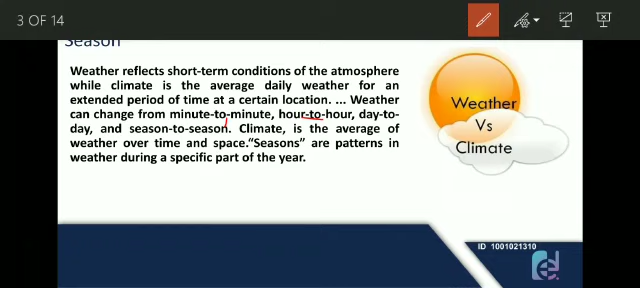 3 OF 14
Season
Weather reflects short-term conditions of the atmosphere
while climate is the average daily weather for an
extended period of time at a certain location. ... Weather
can change from minute-to-minute, hour-to-hour, day-to-
day, and season-to-season. Climate, is the average of
weather over time and space.“Seasons” are patterns in
weather during a specific part of the year.
Weather
Vs
Climate
ID 1001021310